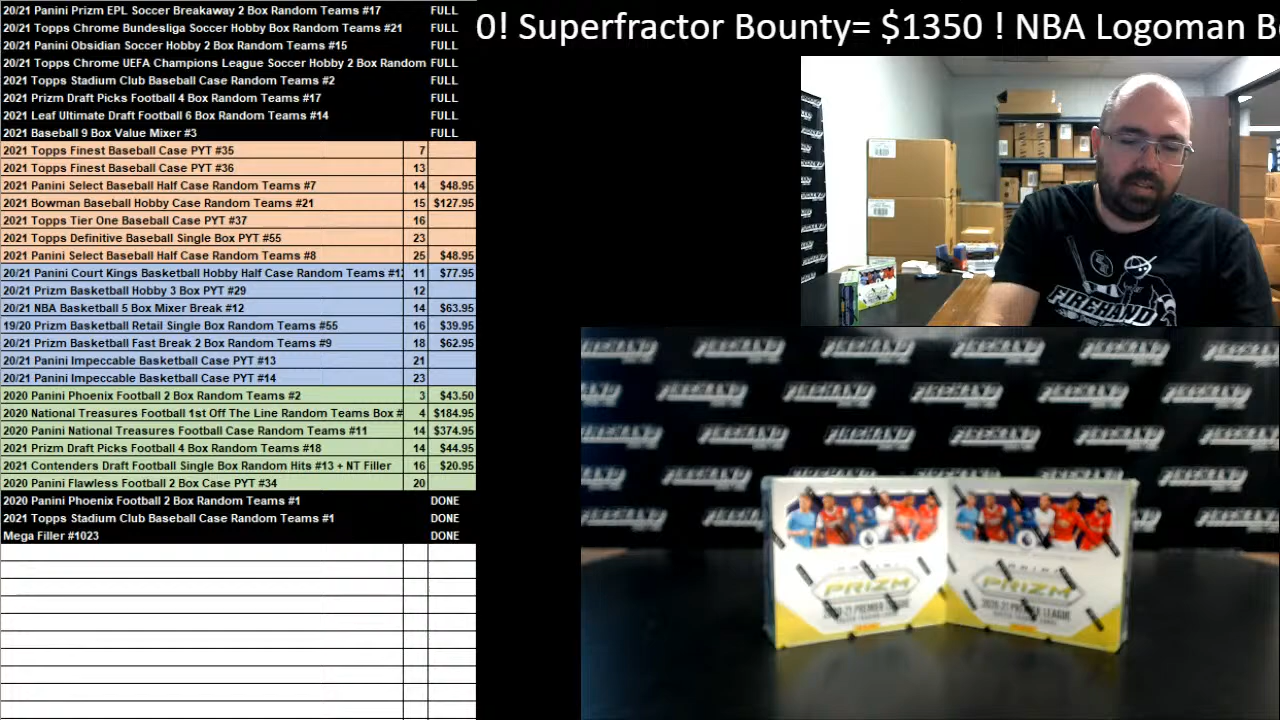 20/21 Panini Prizm EPL Soccer Breakaway 2 Box Random Teams #17 FULL
20/21 Topps Chrome Bundesliga Soccer Hobby Box Random Teams #21 FULL
20/21 Panini Obsidian Soccer Hobby 2 Box Random Teams #15 FULL
20/21 Topps Chrome UEFA Champions League Soccer Hobby 2 Box Random FULL
2021 Topps Stadium Club Baseball Case Random Teams #2 FULL
2021 Prizm Draft Picks Football 4 Box Random Teams #17 FULL
2021 Leaf Ultimate Draft Football 6 Box Random Teams #14 FULL
2021 Baseball 9 Box Value Mixer #3 FULL
2021 Topps Finest Baseball Case PYT #35 7
2021 Topps Finest Baseball Case PYT #36 13
2021 Panini Select Baseball Half Case Random Teams #7 14 $48.95
2021 Bowman Baseball Hobby Case Random Teams #21 15 $127.95
2021 Topps Tier One Baseball Case PYT #37 16
2021 Topps Definitive Baseball Single Box PYT #55 23
2021 Panini Select Baseball Half Case Random Teams #8 25 $48.95
20/21 Panini Court Kings Basketball Hobby Half Case Random Teams 11 $77.95
20/21 Prizm Basketball Hobby 3 Box PYT #29 12
20/21 NBA Basketball 5 Box Mixer Break #12 14 $63.95
19/20 Prizm Basketball Retail Single Box Random Teams #55 16 $39.95
20/21 Prizm Basketball Fast Break 2 Box Random Teams #9 18 $62.95
20/21 Panini Impeccable Basketball Case PYT #13 21
20/21 Panini Impeccable Basketball Case PYT #14 23
2020 Panini Phoenix Football 2 Box Random Teams #2 3 $43.50
2020 National Treasures Football 1st Off The Line Random Teams Box # 4 $184.95
2020 Panini National Treasures Football Case Random Teams #11 14 $374.95
2021 Prizm Draft Picks Football 4 Box Random Teams #18 14 $44.95
2021 Contenders Draft Football Single Box Random Hits #13 + NT Filler 16 $20.95
2020 Panini Flawless Football 2 Box Case PYT #34 20
2020 Panini Phoenix Football 2 Box Random Teams #1 DONE
2021 Topps Stadium Club Baseball Case Random Teams #1 DONE
Mega Filler #1023 DONE
0! Superfractor Bounty= $1350 ! NBA Logoman B
FIREHAND
PANINI PRIZM
2020-21 PREMIER LEAGUE
PANINI PRIZM
2020-21 PREMIER LEAGUE